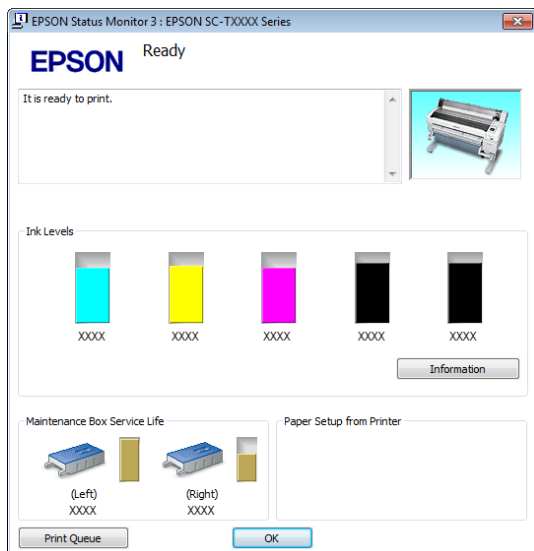 EPSON Status Monitor 3 : EPSON SC-TXXXX Series
EPSON
Ready
It is ready to print.
Ink Levels
XXXX XXXX XXXX XXXX XXXX
Information
Maintenance Box Service Life
Paper Setup from Printer
(Left) (Right)
XXXX XXXX
Print Queue OK